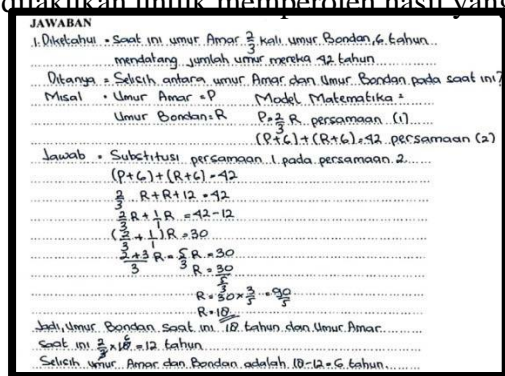 dilakukan untuk memperoleh hasil yang
JAWABAN
1. Diketahui = Saat ini umur Amar 2/3 kali umur Bondan, 6 tahun
mendatang jumlah umur mereka 42 tahun
Ditanya = Selisih antara umur Amar dan Umur Bondan pada saat ini?
Misal • Umur Amar = P Model Matematika =
Umur Bondan = R P = 2/3 R persamaan (1)
(P+6)+(R+6) = 42 persamaan (2)
Jawab • Substitusi persamaan 1 pada persamaan 2
(P+6)+(R+6) = 42
2/3 R+R+12 = 42
2/3 R + 1/1 R = 42-12
(2/3 + 1/1) R = 30
2+3/3 R = 5/3 R = 30
R = 30/5/3
R = 30 x 3/5 = 90/5
R = 18
Jadi, Umur Bondan saat ini 18 tahun dan Umur Amar
saat ini 2/3 x 18 6 = 12 tahun
Selisih umur Amar dan Bondan adalah 18-12 = 6 tahun